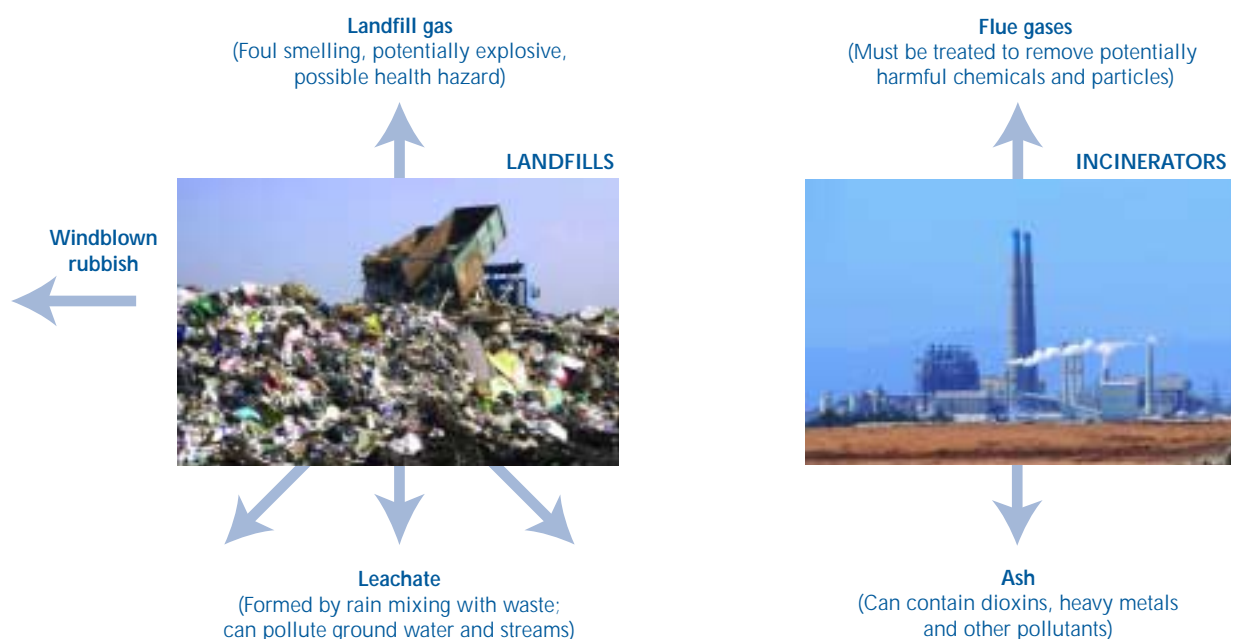 Landfill gas
(Foul smelling, potentially explosive,
possible health hazard)
LANDFILLS
Windblown
rubbish
Leachate
(Formed by rain mixing with waste;
can pollute ground water and streams)
Flue gases
(Must be treated to remove potentially
harmful chemicals and particles)
INCINERATORS
Ash
(Can contain dioxins, heavy metals
and other pollutants)